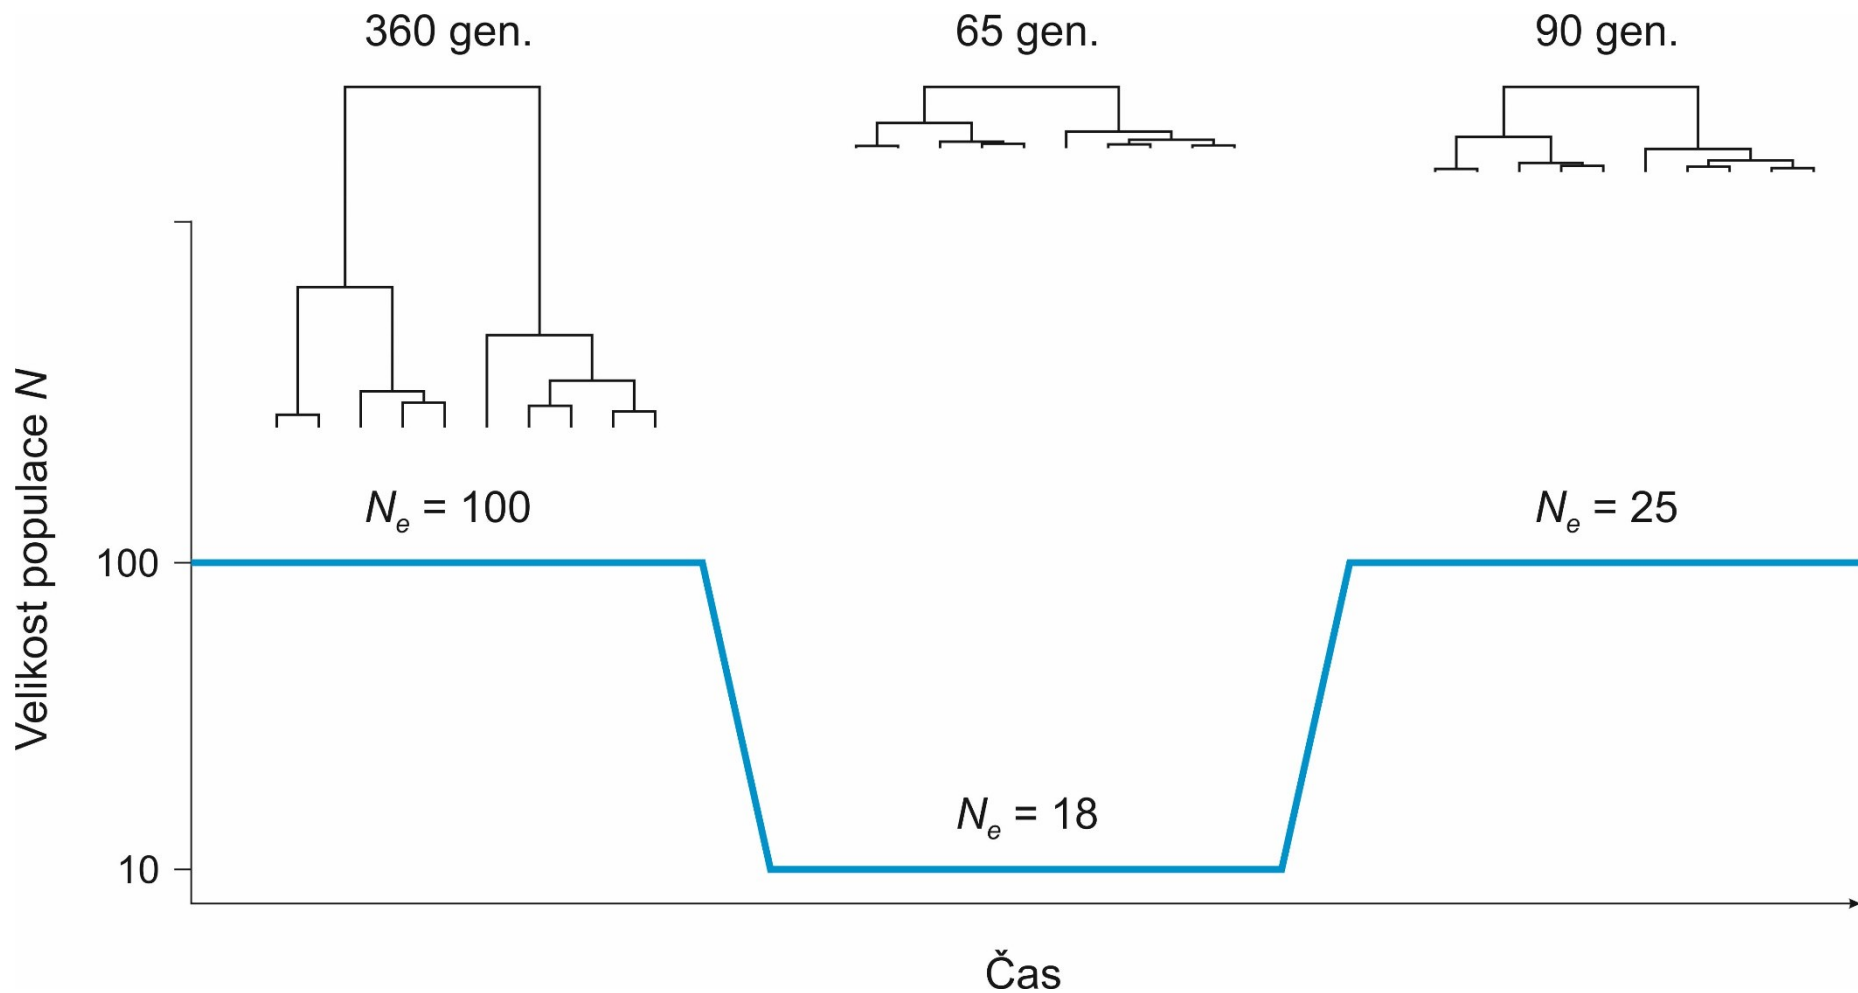 360 gen.
65 gen.
90 gen.
Velikost populace N
Ne = 100
Ne = 25
100
Ne = 18
10
Čas